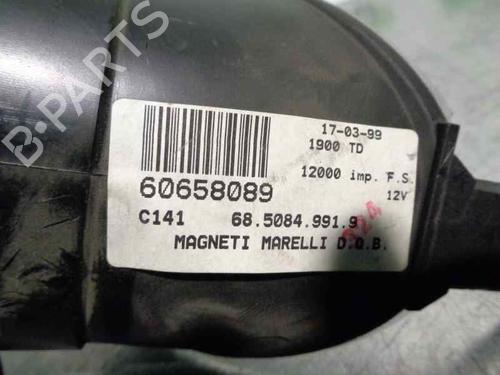 17-03-99
1900 TD
12000 imp. F.S.
60658089
12V
C141 68.5084.991.9
MAGNETI MARELLI D.Q.B.
B-PARTS